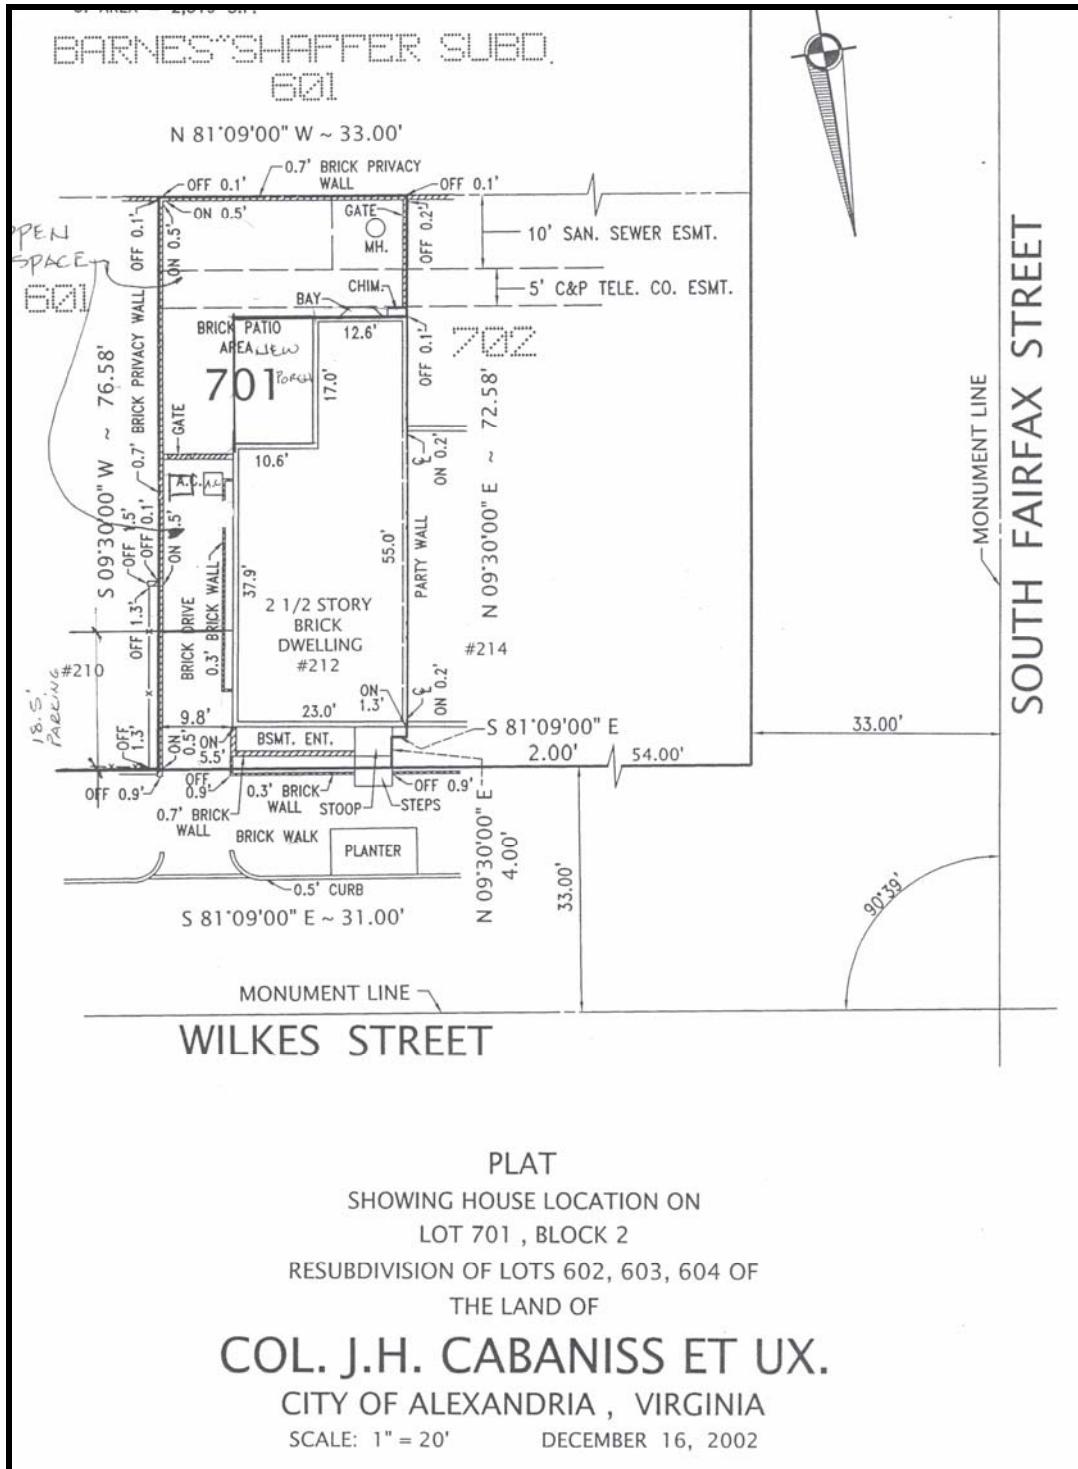 BARNES-SHAFFER SUBD.
601
N 81°09'00" W ~ 33.00'
0.7' BRICK PRIVACY
WALL
OFF 0.1'
OFF 0.1'
ON 0.5'
GATE
MH.
OFF 0.2'
10' SAN. SEWER ESMT.
OFF 0.1'
ON 0.5'
PEN
SPACE
601
5' C&P TELE. CO. ESMT.
CHIM.
BAY
12.6'
BRICK PATIO
AREA NEW
PORCH
701
17.0'
OFF 0.1'
702
0.7' BRICK PRIVACY WALL
S 09°30'00" W ~ 76.58'
N 09°30'00" E ~ 72.58'
GATE
10.6'
℄
ON 0.2'
A.C. A.C.
OFF 1.5'
OFF 0.1'
ON 0.5'
55.0'
PARTY WALL
37.9'
BRICK DRIVE
0.3' BRICK WALL
2 1/2 STORY
BRICK
DWELLING
#212
#214
#210
OFF 1.3'
18.5'
PARKING
ON
1.3'
℄
ON 0.2'
9.8'
23.0'
OFF
1.3'
ON
0.5'
ON
5.5'
BSMT. ENT.
S 81°09'00" E
2.00'
54.00'
33.00'
OFF 0.9'
OFF
0.9'
0.3' BRICK
WALL
STOOP
STEPS
OFF 0.9'
0.7' BRICK
WALL
BRICK WALK
PLANTER
N 09°30'00" E
4.00'
0.5' CURB
S 81°09'00" E ~ 31.00'
33.00'
90°39'
MONUMENT LINE
SOUTH FAIRFAX STREET
MONUMENT LINE
WILKES STREET
PLAT
SHOWING HOUSE LOCATION ON
LOT 701 , BLOCK 2
RESUBDIVISION OF LOTS 602, 603, 604 OF
THE LAND OF
COL. J.H. CABANISS ET UX.
CITY OF ALEXANDRIA , VIRGINIA
SCALE: 1" = 20' DECEMBER 16, 2002